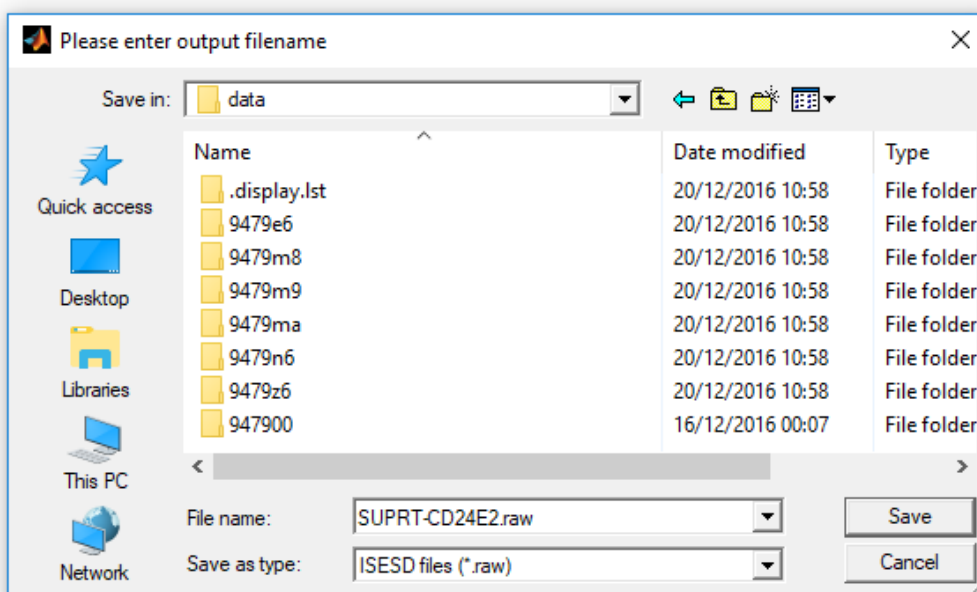 Please enter output filename
Save in: data
Name Date modified Type
.display.lst 20/12/2016 10:58 File folder
9479e6 20/12/2016 10:58 File folder
9479m8 20/12/2016 10:58 File folder
9479m9 20/12/2016 10:58 File folder
9479ma 20/12/2016 10:58 File folder
9479n6 20/12/2016 10:58 File folder
9479z6 20/12/2016 10:58 File folder
947900 16/12/2016 00:07 File folder
Quick access
Desktop
Libraries
This PC
Network
File name: SUPRT-CD24E2.raw Save
Save as type: ISESD files (*.raw) Cancel